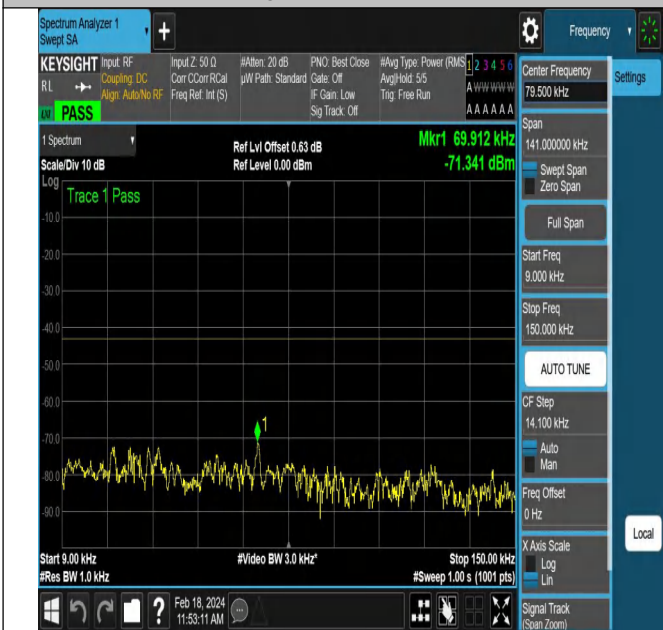 Spectrum Analyzer 1
Swept SA
+
Frequency
KEYSIGHT
Input: RF
Coupling: DC
Align: Auto/No RF
Input Z: 50 Ω
Corr CCorr RCal
Freq Ref: Int (S)
#Atten: 20 dB
µW Path: Standard
PNO: Best Close
Gate: Off
IF Gain: Low
Sig Track: Off
#Avg Type: Power (RMS
Avg|Hold: 5/5
Trig: Free Run
1 2 3 4 5 6
A W W W W W
A A A A A A
R L
LXI
PASS
1 Spectrum
Scale/Div 10 dB
Ref Lvl Offset 0.63 dB
Ref Level 0.00 dBm
Mkr1 69.912 kHz
-71.341 dBm
Log
Trace 1 Pass
-10.0
-20.0
-30.0
-40.0
-50.0
-60.0
-70.0
-80.0
-90.0
1
Start 9.00 kHz
#Res BW 1.0 kHz
#Video BW 3.0 kHz*
Stop 150.00 kHz
#Sweep 1.00 s (1001 pts)
?
Feb 18, 2024
11:53:11 AM
Center Frequency
79.500 kHz
Settings
Span
141.000000 kHz
Swept Span
Zero Span
Full Span
Start Freq
9.000 kHz
Stop Freq
150.000 kHz
AUTO TUNE
CF Step
14.100 kHz
Auto
Man
Freq Offset
0 Hz
Local
X Axis Scale
Log
Lin
Signal Track
(Span Zoom)